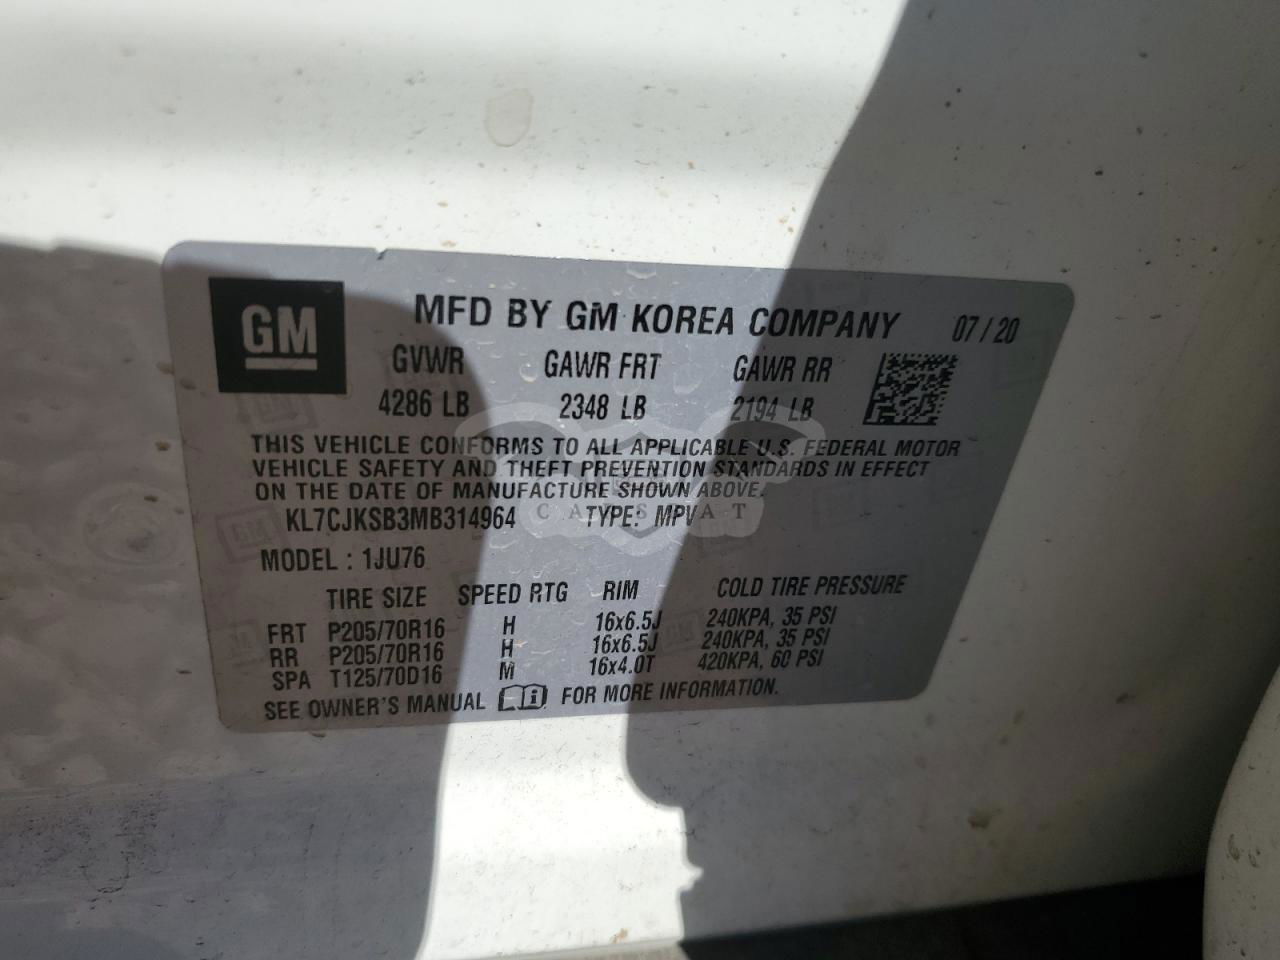 GM
MFD BY GM KOREA COMPANY 07 / 20
GVWR GAWR FRT GAWR RR
4286 LB 2348 LB 2194 LB
THIS VEHICLE CONFORMS TO ALL APPLICABLE U.S. FEDERAL MOTOR
VEHICLE SAFETY AND THEFT PREVENTION STANDARDS IN EFFECT
ON THE DATE OF MANUFACTURE SHOWN ABOVE.
KL7CJKSB3MB314964 TYPE: MPV
MODEL : 1JU76
TIRE SIZE SPEED RTG RIM COLD TIRE PRESSURE
FRT P205/70R16 H 16x6.5J 240KPA, 35 PSI
RR P205/70R16 H 16x6.5J 240KPA, 35 PSI
SPA T125/70D16 M 16x4.0T 420KPA, 60 PSI
SEE OWNER'S MANUAL FOR MORE INFORMATION.